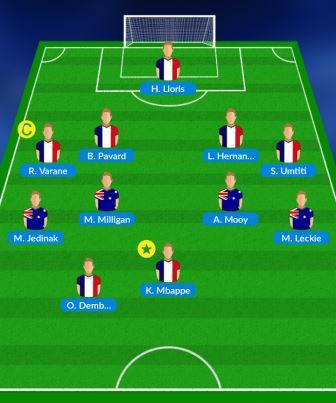 H. Lloris
B. Pavard
L. Hernan...
C
R. Varane
S. Umtiti
M. Milligan
A. Mooy
M. Jedinak
M. Leckie
K. Mbappe
O. Demb...